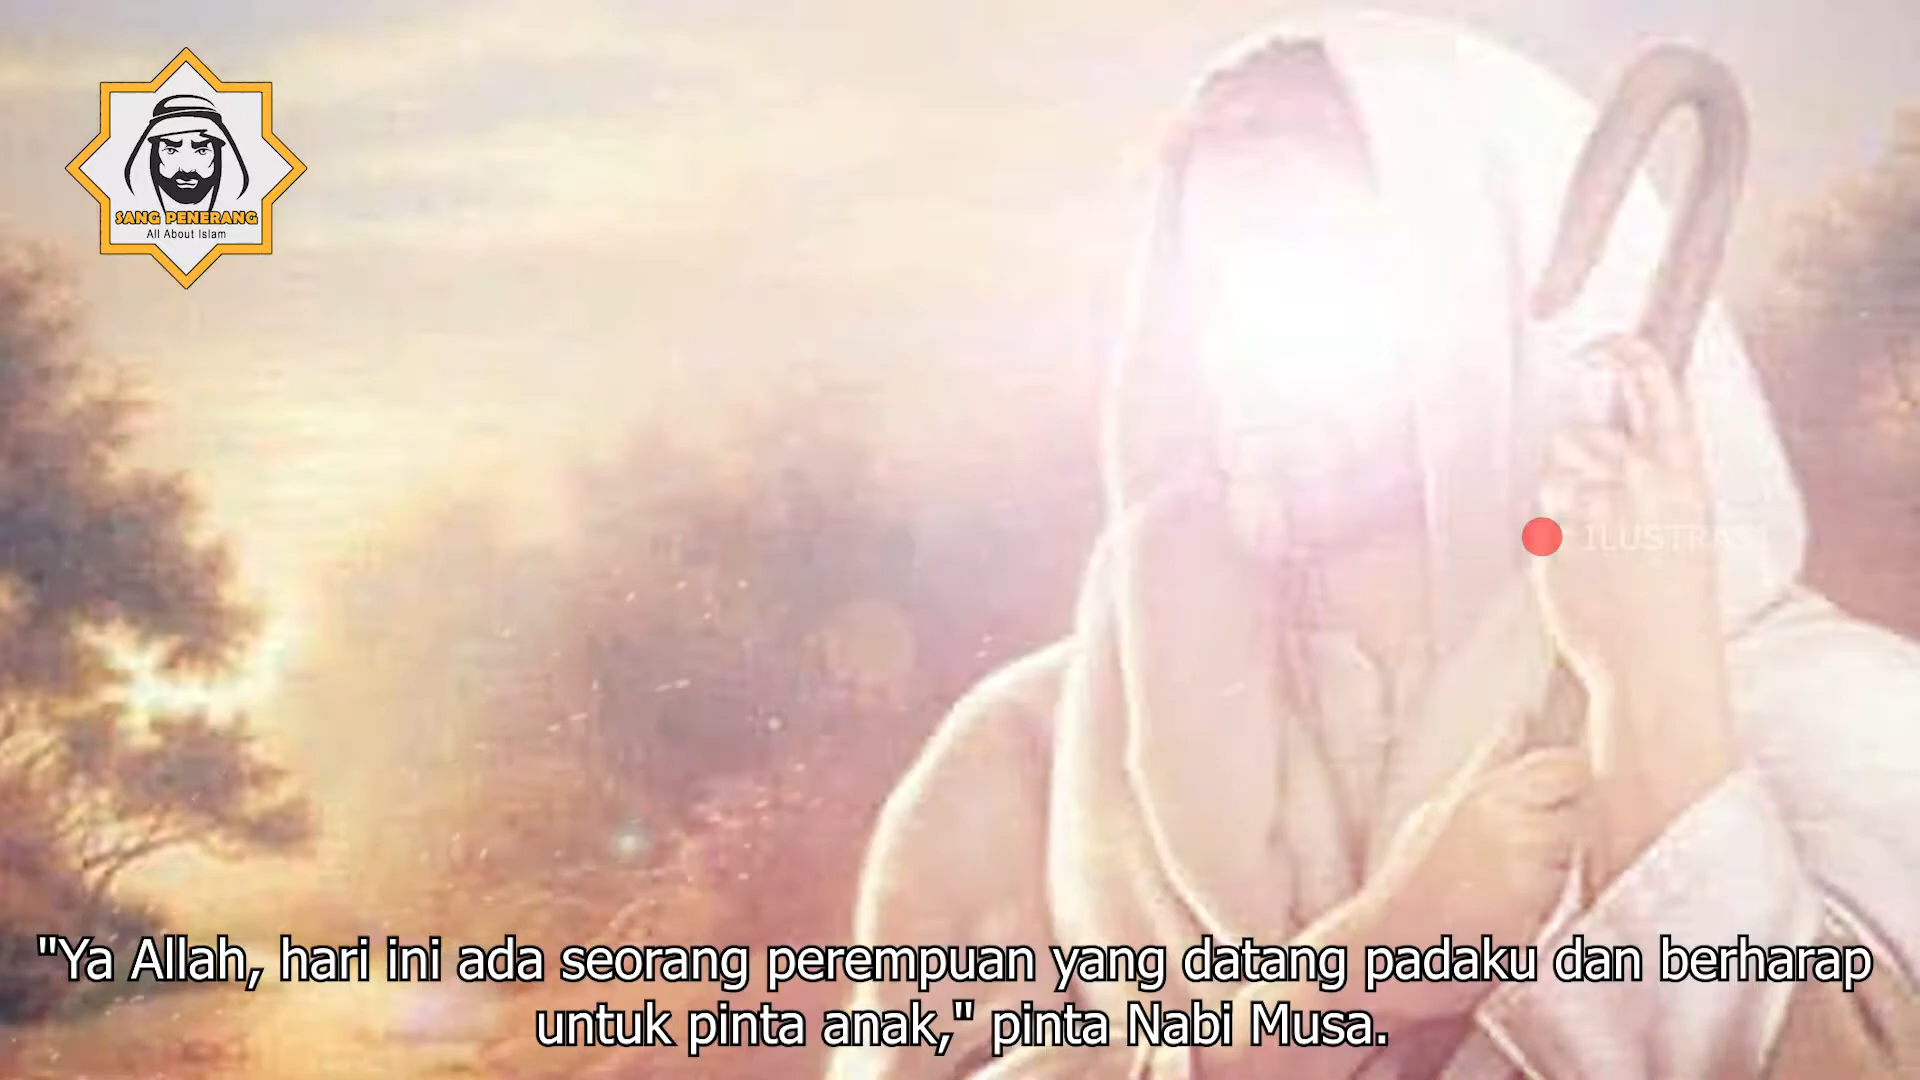 SANG PENERANG
All About Islam
ILUSTRASI
"Ya Allah, hari ini ada seorang perempuan yang datang padaku dan berharap
untuk pinta anak," pinta Nabi Musa.